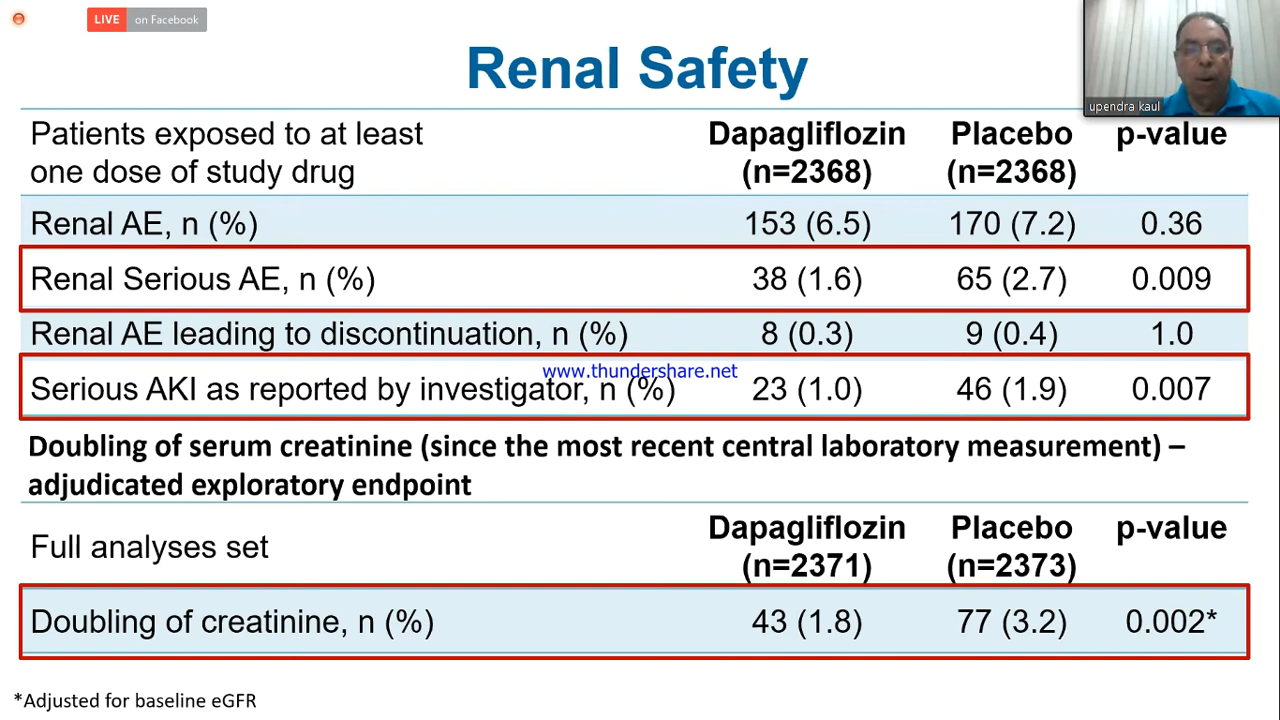 LIVE on Facebook
Renal Safety
upendra kaul
Patients exposed to at least one dose of study drug
Dapagliflozin (n=2368)
Placebo (n=2368)
p-value
Renal AE, n (%) 153 (6.5) 170 (7.2) 0.36
Renal Serious AE, n (%) 38 (1.6) 65 (2.7) 0.009
Renal AE leading to discontinuation, n (%) 8 (0.3) 9 (0.4) 1.0
www.thundershare.net
Serious AKI as reported by investigator, n (%) 23 (1.0) 46 (1.9) 0.007
Doubling of serum creatinine (since the most recent central laboratory measurement) –
adjudicated exploratory endpoint
Full analyses set
Dapagliflozin (n=2371)
Placebo (n=2373)
p-value
Doubling of creatinine, n (%) 43 (1.8) 77 (3.2) 0.002*
*Adjusted for baseline eGFR